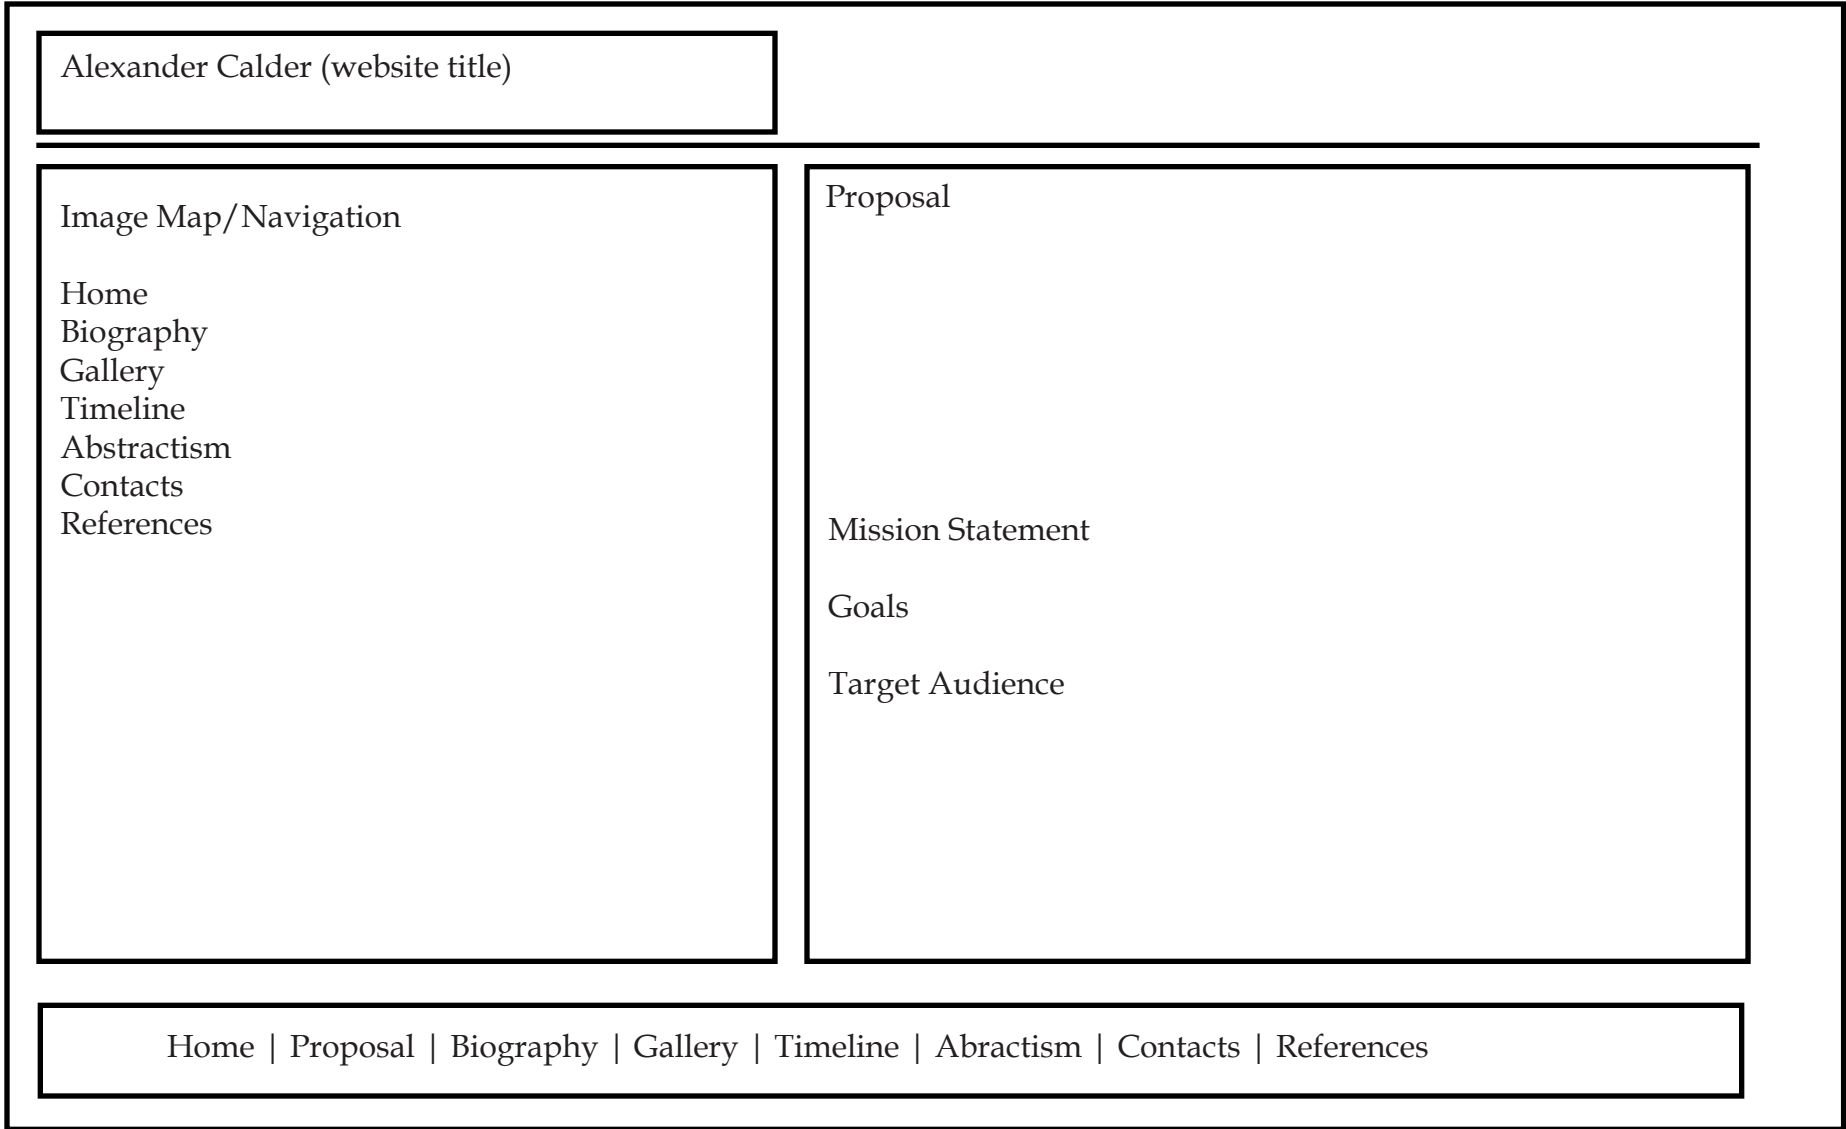 Alexander Calder (website title)
Image Map/Navigation
Home
Biography
Gallery
Timeline
Abstractism
Contacts
References
Proposal
Mission Statement
Goals
Target Audience
Home | Proposal | Biography | Gallery | Timeline | Abractism | Contacts | References